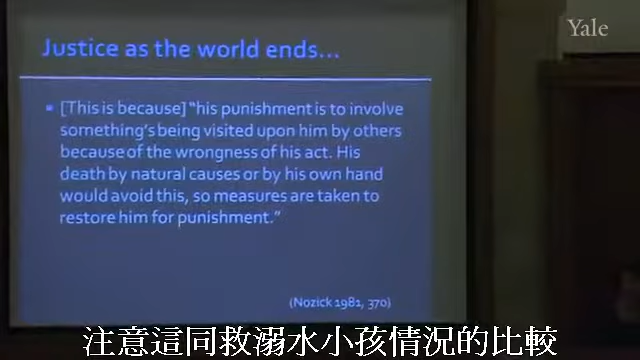 Yale
Justice as the world ends...
[This is because] “his punishment is to involve
something's being visited upon him by others
because of the wrongness of his act. His
death by natural causes or by his own hand
would avoid this, so measures are taken to
restore him for punishment.”
(Nozick 1981, 370)
注意這同救溺水小孩情況的比較